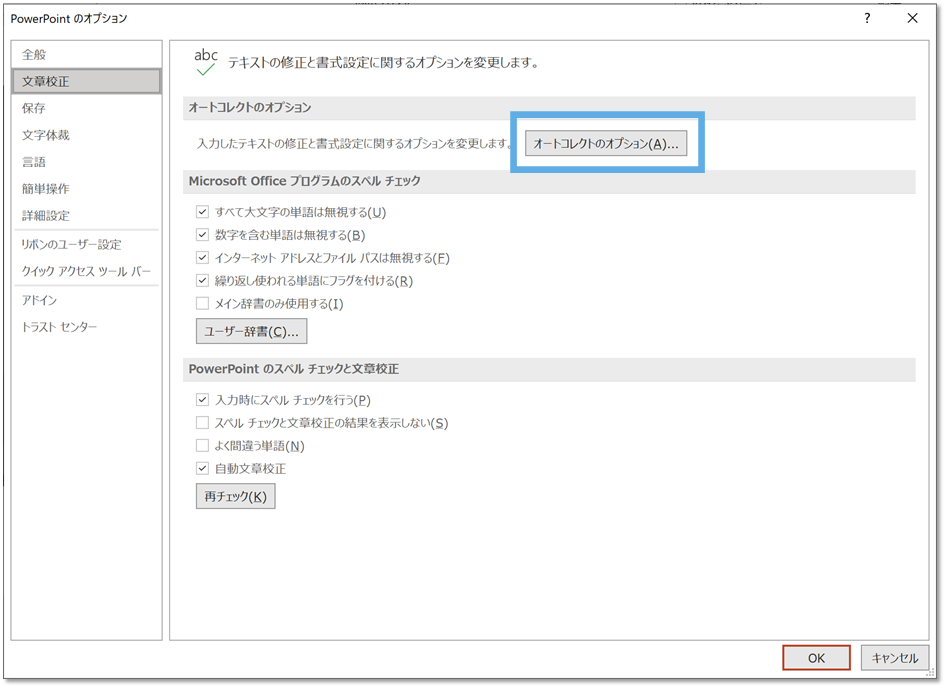 PowerPoint のオプション
?
全般
文章校正
保存
文字体裁
言語
簡単操作
詳細設定
リボンのユーザー設定
クイック アクセス ツール バー
アドイン
トラスト センター
abc
テキストの修正と書式設定に関するオプションを変更します。
オートコレクトのオプション
入力したテキストの修正と書式設定に関するオプションを変更します。 オートコレクトのオプション(A)...
Microsoft Office プログラムのスペル チェック
すべて大文字の単語は無視する(U)
数字を含む単語は無視する(B)
インターネット アドレスとファイル パスは無視する(F)
繰り返し使われる単語にフラグを付ける(R)
メイン辞書のみ使用する(I)
ユーザー辞書(C)...
PowerPoint のスペル チェックと文章校正
入力時にスペル チェックを行う(P)
スペル チェックと文章校正の結果を表示しない(S)
よく間違う単語(N)
自動文章校正
再チェック(K)
OK キャンセル